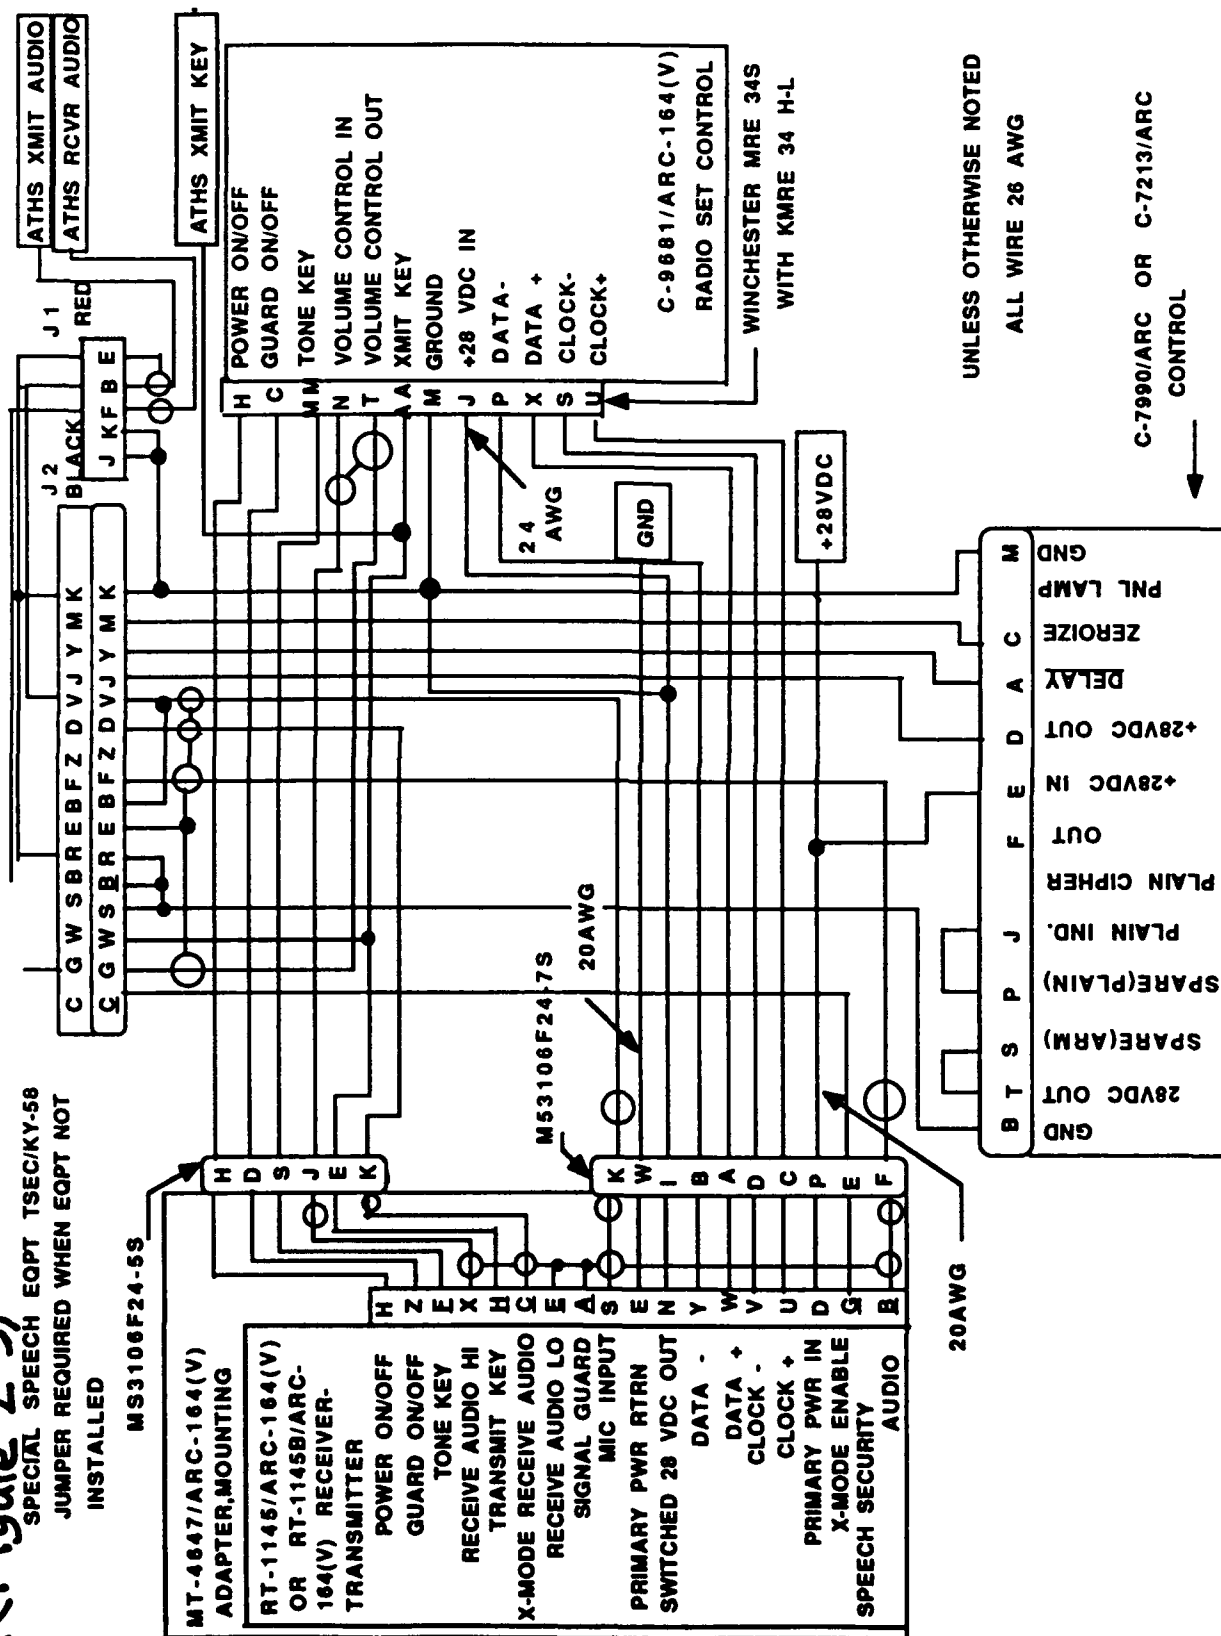 SPECIAL SPEECH EQPT TSEC/KY-58
JUMPER REQUIRED WHEN EQPT NOT
INSTALLED
ATHS XMIT AUDIO
ATHS RCVR AUDIO
ATHS XMIT KEY
J2
BLACK
J1
RED
J K F B E
C G W S B R E B F Z D V J Y M K
C G W S B R E B F Z D V J Y M K
MS3106F24-5S
H
D
S
J
E
K
MT-4647/ARC-164(V)
ADAPTER,MOUNTING
RT-1145/ARC-164(V)
OR RT-1145B/ARC-
164(V) RECEIVER-
TRANSMITTER
POWER ON/OFF H
GUARD ON/OFF Z
TONE KEY F
RECEIVE AUDIO HI X
TRANSMIT KEY H
X-MODE RECEIVE AUDIO C
RECEIVE AUDIO LO E
SIGNAL GUARD A
MIC INPUT S
PRIMARY PWR RTRN E
SWITCHED 28 VDC OUT N
DATA - Y
DATA + W
CLOCK - V
CLOCK + U
PRIMARY PWR IN D
X-MODE ENABLE G
SPEECH SECURITY
AUDIO B
M53106F24-7S
K
W
I
B
A
D
C
P
E
F
20AWG
20AWG
24
AWG
GND
+28VDC
H POWER ON/OFF
C GUARD ON/OFF
MM TONE KEY
N VOLUME CONTROL IN
T VOLUME CONTROL OUT
AA XMIT KEY
M GROUND
J +28 VDC IN
P DATA-
X DATA +
S CLOCK-
U CLOCK+
C-9681/ARC-164(V)
RADIO SET CONTROL
WINCHESTER MRE 34S
WITH KMRE 34 H-L
UNLESS OTHERWISE NOTED
ALL WIRE 26 AWG
C-7990/ARC OR C-7213/ARC
CONTROL
B T S P J F E D A C M
GND
28VDC OUT
SPARE(ARM)
SPARE(PLAIN)
PLAIN IND.
PLAIN CIPHER
OUT
+28VDC IN
+28VDC OUT
DELAY
ZEROIZE
PNL LAMP
GND